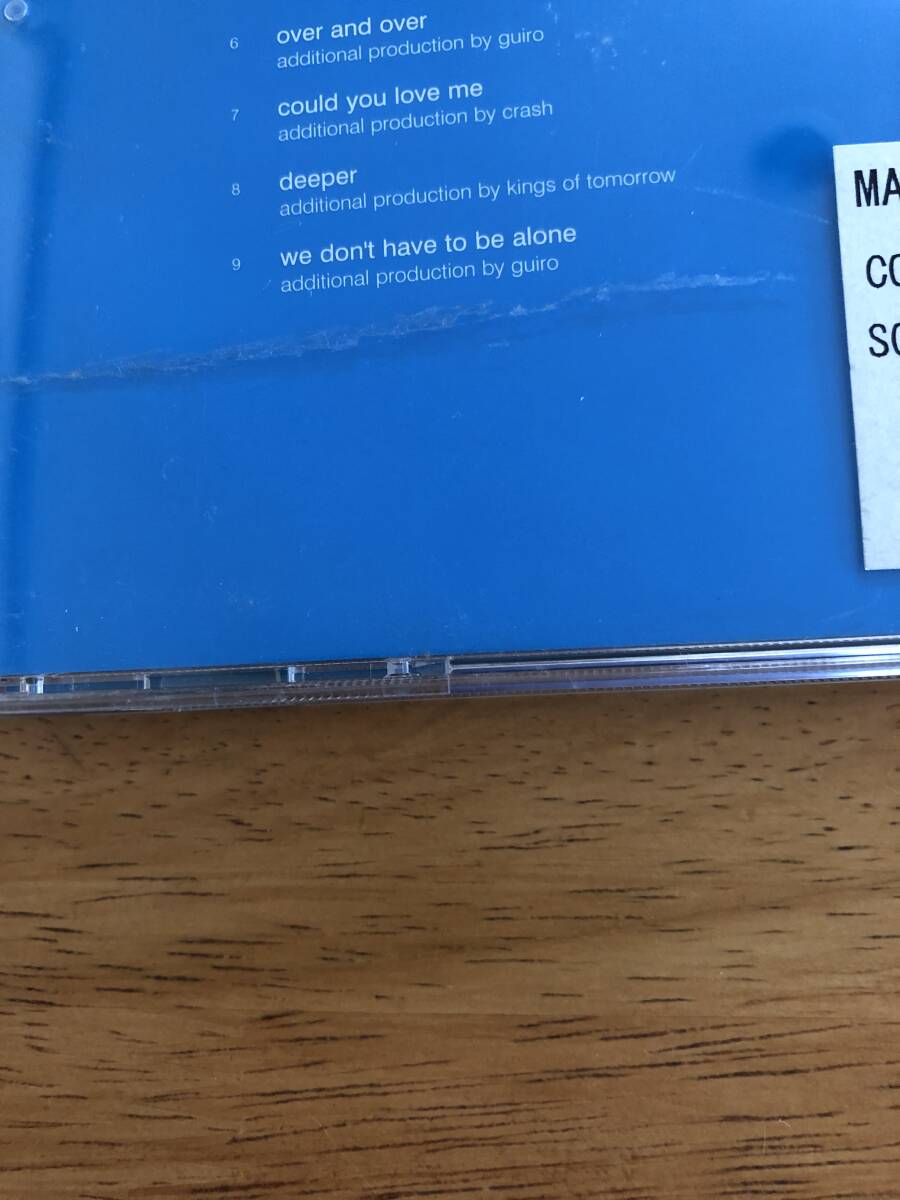 6 over and over
additional production by guiro
7 could you love me
additional production by crash
8 deeper
additional production by kings of tomorrow
9 we don't have to be alone
additional production by guiro
MA
CO
SO